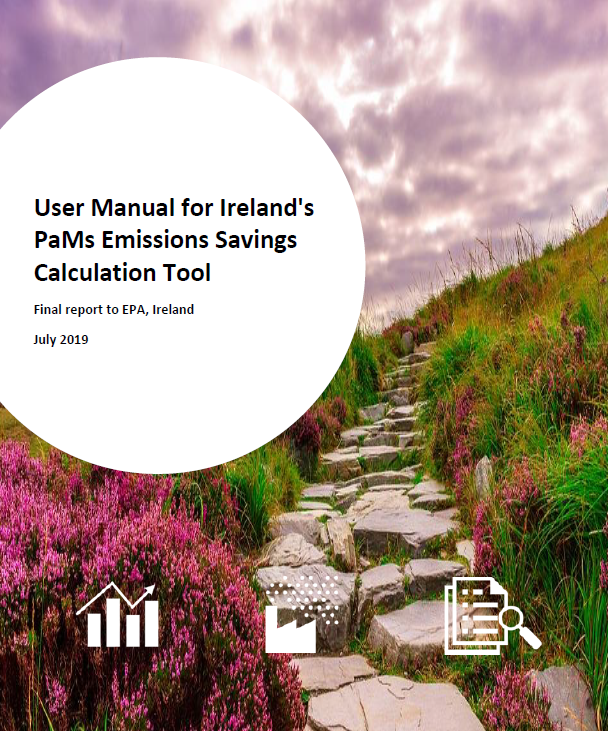 User Manual for Ireland's
PaMs Emissions Savings
Calculation Tool
Final report to EPA, Ireland
July 2019